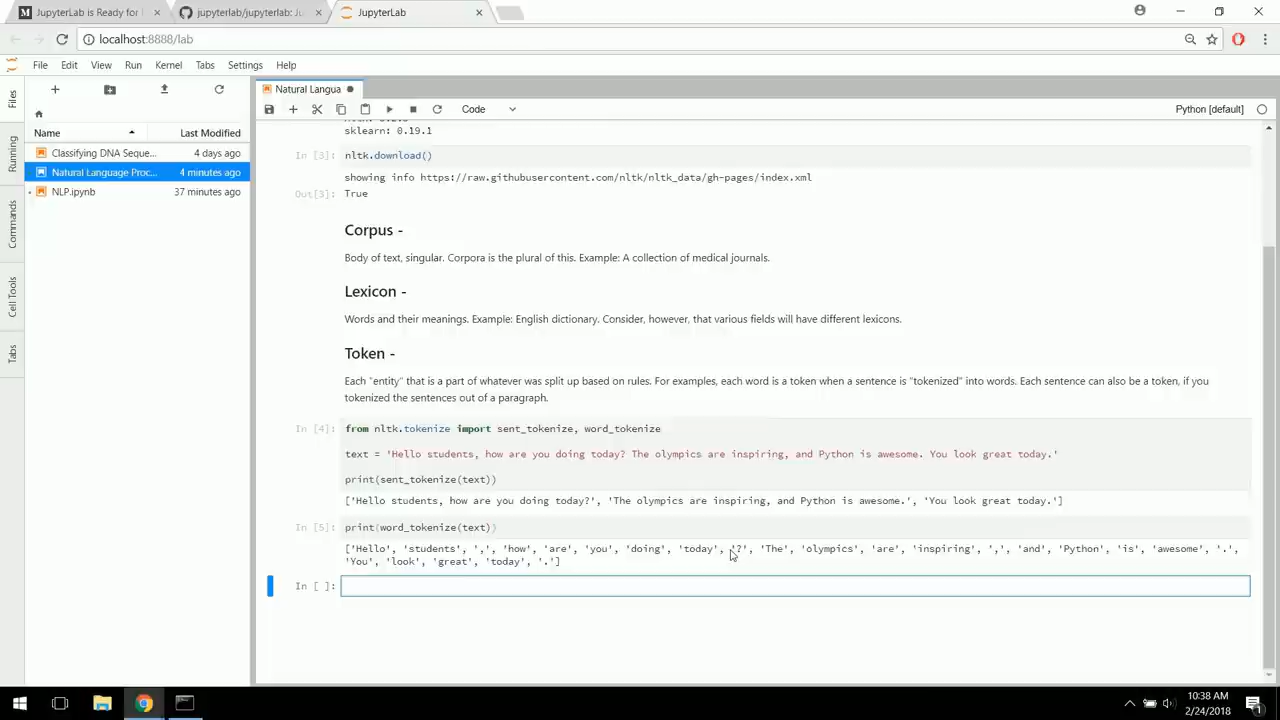 JupyterLab is Ready for
jupyterlab/jupyterlab: Ju
JupyterLab
localhost:8888/lab
File Edit View Run Kernel Tabs Settings Help
Files
Running
Commands
Cell Tools
Tabs
Name Last Modified
Classifying DNA Seque... 4 days ago
Natural Language Proc... 4 minutes ago
NLP.ipynb 37 minutes ago
Natural Langua
Code
Python [default]
sklearn: 0.19.1
In [3]: nltk.download()
showing info https://raw.githubusercontent.com/nltk/nltk_data/gh-pages/index.xml
Out[3]: True
Corpus -
Body of text, singular. Corpora is the plural of this. Example: A collection of medical journals.
Lexicon -
Words and their meanings. Example: English dictionary. Consider, however, that various fields will have different lexicons.
Token -
Each "entity" that is a part of whatever was split up based on rules. For examples, each word is a token when a sentence is "tokenized" into words. Each sentence can also be a token, if you
tokenized the sentences out of a paragraph.
In [4]: from nltk.tokenize import sent_tokenize, word_tokenize
text = 'Hello students, how are you doing today? The olympics are inspiring, and Python is awesome. You look great today.'
print(sent_tokenize(text))
['Hello students, how are you doing today?', 'The olympics are inspiring, and Python is awesome.', 'You look great today.']
In [5]: print(word_tokenize(text))
['Hello', 'students', ',', 'how', 'are', 'you', 'doing', 'today', '?', 'The', 'olympics', 'are', 'inspiring', ',', 'and', 'Python', 'is', 'awesome', '.',
'You', 'look', 'great', 'today', '.']
In [ ]:
10:38 AM
2/24/2018
1